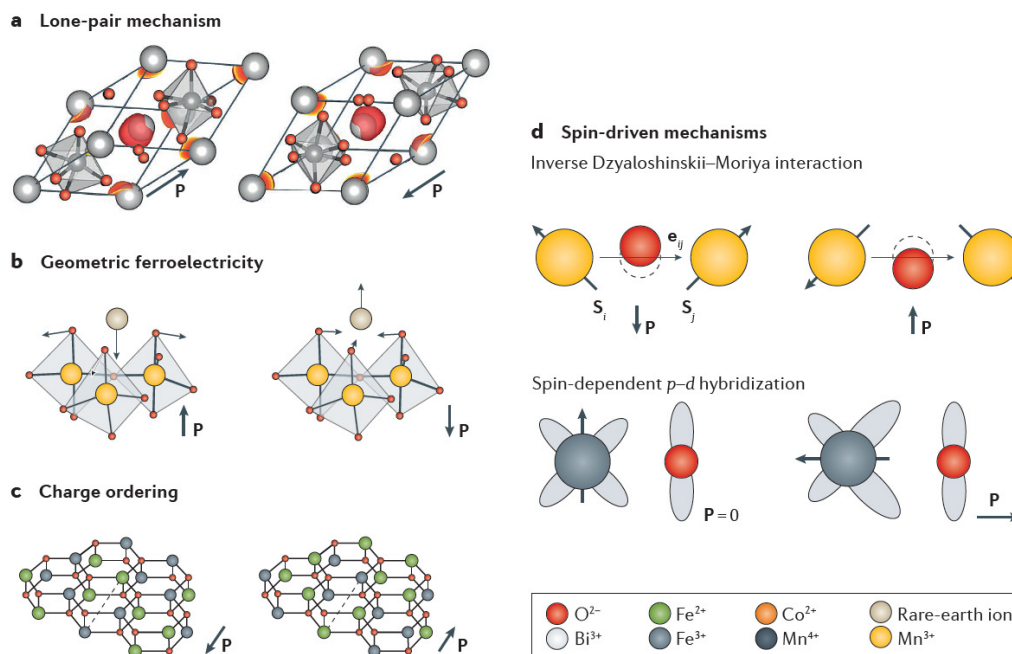 a Lone-pair mechanism
P
P
b Geometric ferroelectricity
P
P
c Charge ordering
P
P
d Spin-driven mechanisms
Inverse Dzyaloshinskii–Moriya interaction
e_ij
S_i
S_j
P
P
Spin-dependent p–d hybridization
P = 0
P
O²⁻ Fe²⁺ Co²⁺ Rare-earth ion
Bi³⁺ Fe³⁺ Mn⁴⁺ Mn³⁺